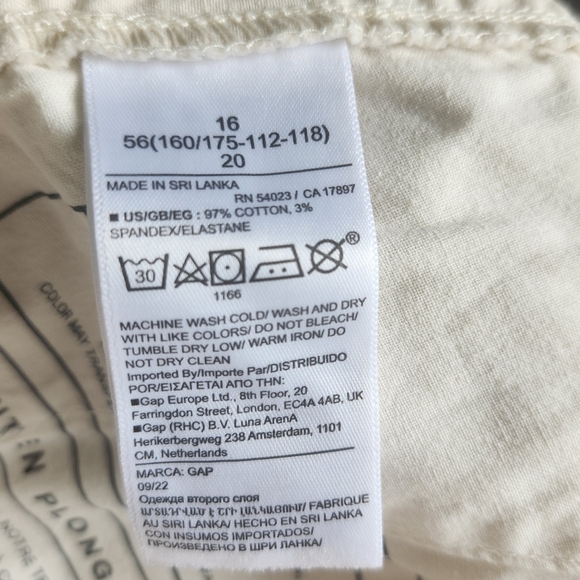 16
56(160/175-112-118)
20
MADE IN SRI LANKA
RN 54023 / CA 17897
■ US/GB/EG : 97% COTTON, 3%
SPANDEX/ELASTANE
30
®
1166
MACHINE WASH COLD/ WASH AND DRY
WITH LIKE COLORS/ DO NOT BLEACH/
TUMBLE DRY LOW/ WARM IRON/ DO
NOT DRY CLEAN
Imported By/Importe Par/DISTRIBUIDO
POR/ΕΙΣΑΓΕΤΑΙ ΑΠΟ ΤΗΝ:
■Gap Europe Ltd., 8th Floor, 20
Farringdon Street, London, EC4A 4AB, UK
■Gap (RHC) B.V. Luna ArenA
Herikerbergweg 238 Amsterdam, 1101
CM, Netherlands
MARCA: GAP
09/22
Одежда второго слоя
ԱՐՏԱԴՐՎԱԾ Է ՇՐԻ ԼԱՆԿԱՅՈՒՄ/ FABRIQUE
AU SRI LANKA/ HECHO EN SRI LANKA
CON INSUMOS IMPORTADOS/
ПРОИЗВЕДЕНО В ШРИ ЛАНКА/
COLOR MAY
PLONG
NOTRE